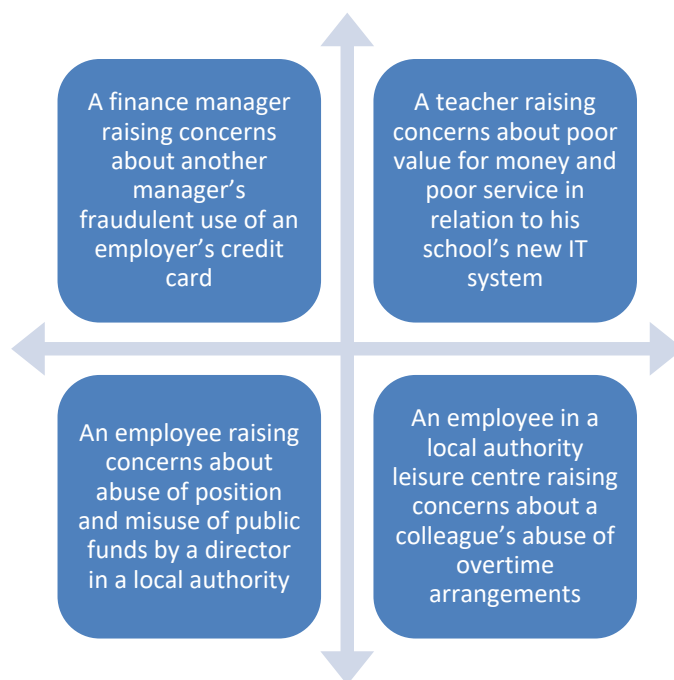 A finance manager
raising concerns
about another
manager’s
fraudulent use of an
employer’s credit
card
A teacher raising
concerns about poor
value for money and
poor service in
relation to his
school’s new IT
system
An employee raising
concerns about
abuse of position
and misuse of public
funds by a director
in a local authority
An employee in a
local authority
leisure centre raising
concerns about a
colleague’s abuse of
overtime
arrangements